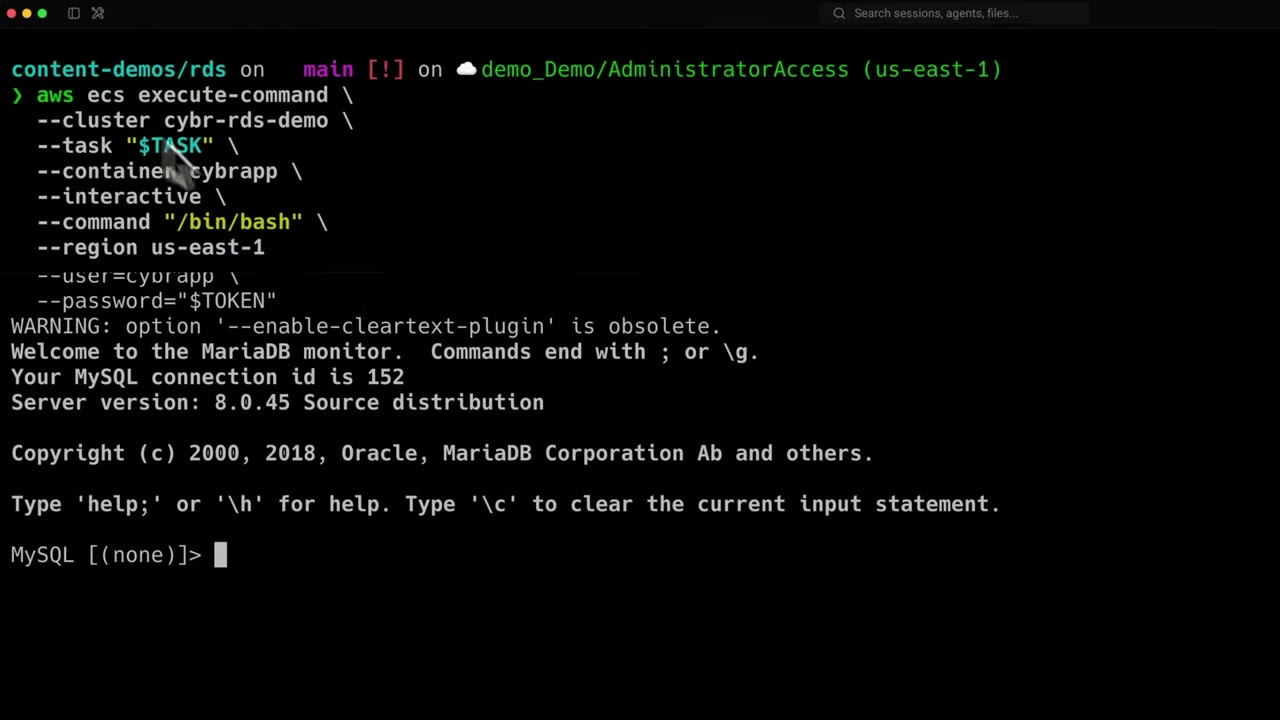 Search sessions, agents, files...
content-demos/rds on main [!] on demo_Demo/AdministratorAccess (us-east-1)
❯ aws ecs execute-command \
--cluster cybr-rds-demo \
--task "$TASK" \
--container cybrapp \
--interactive \
--command "/bin/bash" \
--region us-east-1
--user=cybrapp \
--password="$TOKEN"
WARNING: option '--enable-cleartext-plugin' is obsolete.
Welcome to the MariaDB monitor.  Commands end with ; or \g.
Your MySQL connection id is 152
Server version: 8.0.45 Source distribution
Copyright (c) 2000, 2018, Oracle, MariaDB Corporation Ab and others.
Type 'help;' or '\h' for help. Type '\c' to clear the current input statement.
MySQL [(none)]>